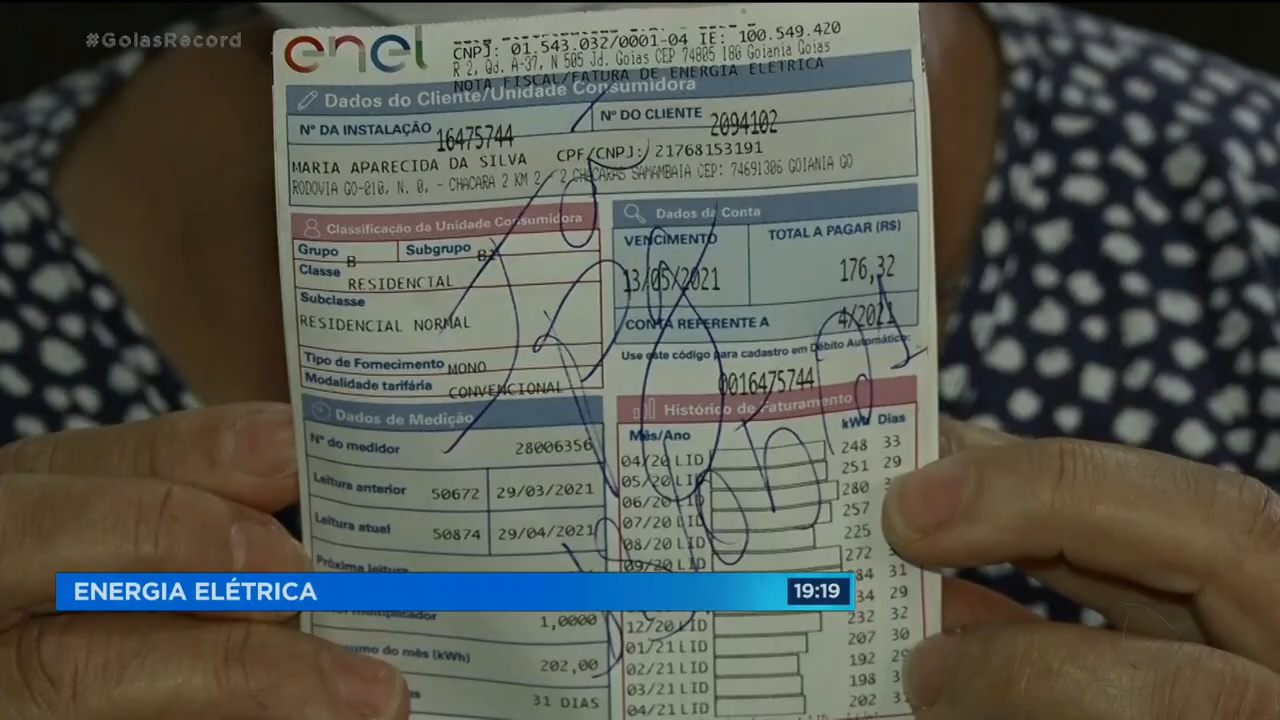 #GoiasRecord
enel
CNPJ: 01.543.032/0001-04 IE: 100.549.420
R 2, Qd. A-37, N 505 Jd. Goias CEP 74805 180 Goiania Goias
NOTA FISCAL/FATURA DE ENERGIA ELETRICA
Dados do Cliente/Unidade Consumidora
Nº DA INSTALAÇÃO 16475744 Nº DO CLIENTE 2094102
MARIA APARECIDA DA SILVA CPF/CNPJ: 21768153191
RODOVIA GO-010, N. 0, - CHACARA 2 KM 2 - 2 CHACARAS SAMAMBAIA CEP: 74691306 GOIANIA GO
Classificação da Unidade Consumidora
Grupo B Subgrupo
Classe RESIDENCIAL
Subclasse
RESIDENCIAL NORMAL
Tipo de Fornecimento MONO
Modalidade tarifária CONVENCIONAL
Dados da Conta
VENCIMENTO TOTAL A PAGAR (R$)
13/05/2021 176,32
CONTA REFERENTE A 4/2021
Use este código para cadastro em Débito Automático:
0016475744
Dados de Medição
Nº do medidor 28006356
Leitura anterior 50672 29/03/2021
Leitura atual 50874 29/04/2021
Próxima leitura
1,0000
do mês (kWh) 202,00
31 DIAS
Histórico de Faturamento
Mês/Ano kWh Dias
04/20 LID 248 33
05/20 LID 251 29
06/20 LID 280
07/20 LID 257
08/20 LID 225
09/20 LID 272
84 31
34 29
12/20 LID 232 32
01/21 LID 207 30
02/21 LID 192 29
03/21 LID 198
04/21 LID 202
ENERGIA ELÉTRICA
19:19